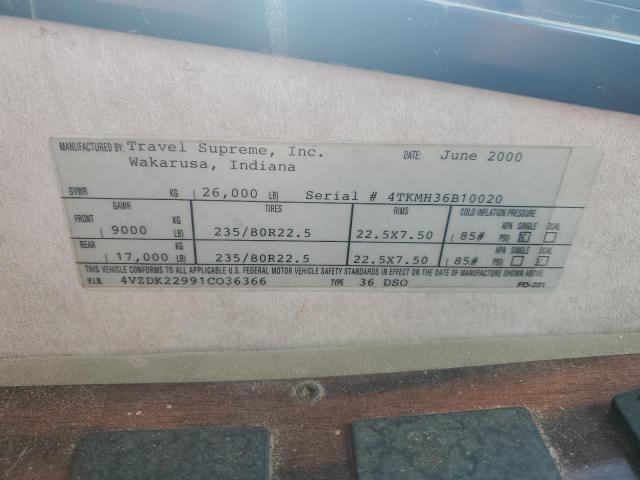 MANUFACTURED BY: Travel Supreme, Inc. DATE: June 2000
Wakarusa, Indiana
GVWR KG ( 26,000 LB) Serial # 4TKMH36B10020
GAWR TIRES RIMS COLD INFLATION PRESSURE
FRONT KG KPA SINGLE DUAL
( 9000 LB) 235/80R22.5 22.5X7.50 ( 85# PSI) X
REAR KG KPA SINGLE DUAL
( 17,000 LB) 235/80R22.5 22.5X7.50 ( 85# PSI) X
THIS VEHICLE CONFORMS TO ALL APPLICABLE U.S. FEDERAL MOTOR VEHICLE SAFETY STANDARDS IN EFFECT ON THE DATE OF MANUFACTURE SHOWN ABOVE.
V.I.N. 4VZDK22991CO36366 TYPE 36 DSO FD-221